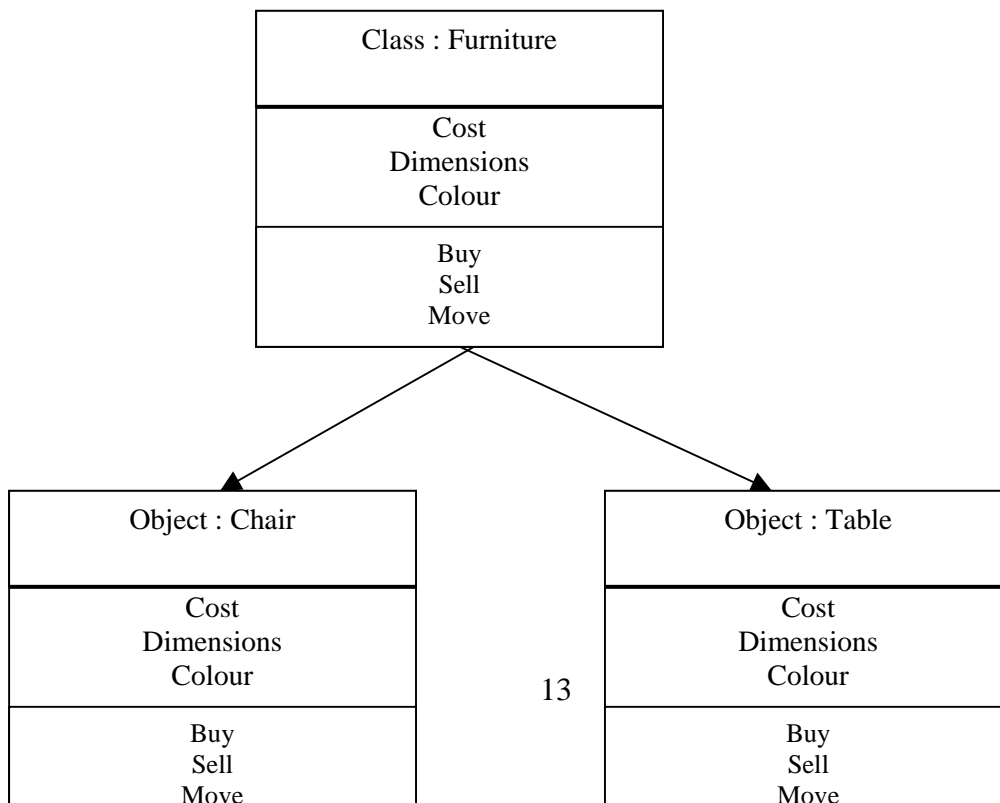 Class : Furniture
Cost
Dimensions
Colour
Buy
Sell
Move
Object : Chair
Cost
Dimensions
Colour
Buy
Sell
Move
Object : Table
Cost
Dimensions
Colour
Buy
Sell
Move
13